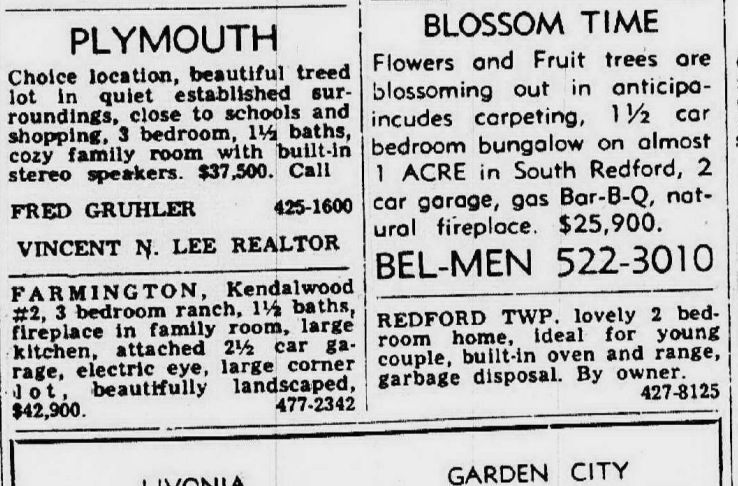 PLYMOUTH
Choice location, beautiful treed
lot in quiet established sur-
roundings, close to schools and
shopping, 3 bedroom, 1½ baths,
cozy family room with built-in
stereo speakers. $37,500. Call
FRED GRUHLER 425-1600
VINCENT N. LEE REALTOR
FARMINGTON, Kendalwood
#2, 3 bedroom ranch, 1½ baths,
fireplace in family room, large
kitchen, attached 2½ car ga-
rage, electric eye, large corner
lot, beautifully landscaped,
$42,900. 477-2342
BLOSSOM TIME
Flowers and Fruit trees are
blossoming out in anticipa-
incudes carpeting, 1½ car
bedroom bungalow on almost
1 ACRE in South Redford, 2
car garage, gas Bar-B-Q, nat-
ural fireplace. $25,900.
BEL-MEN 522-3010
REDFORD TWP. lovely 2 bed-
room home, ideal for young
couple, built-in oven and range,
garbage disposal. By owner.
427-8125
LIVONIA
GARDEN CITY